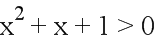 x² + x + 1 > 0